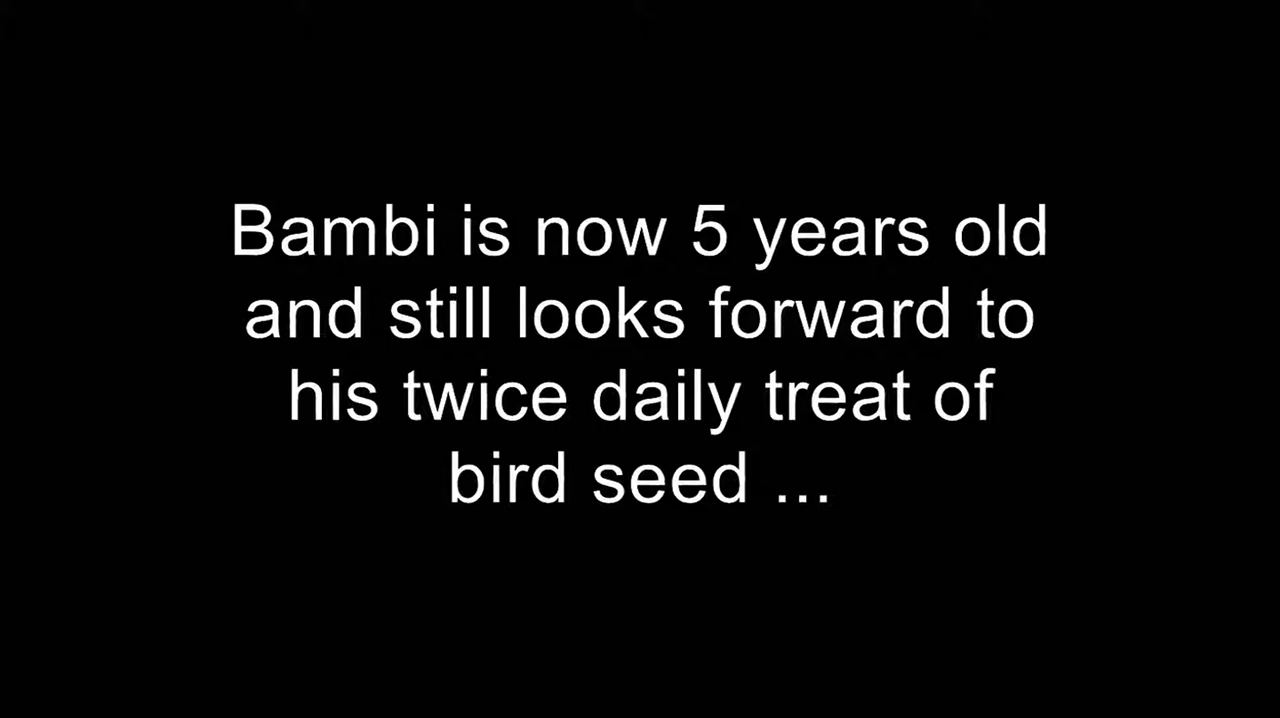 Bambi is now 5 years old
and still looks forward to
his twice daily treat of
bird seed ...